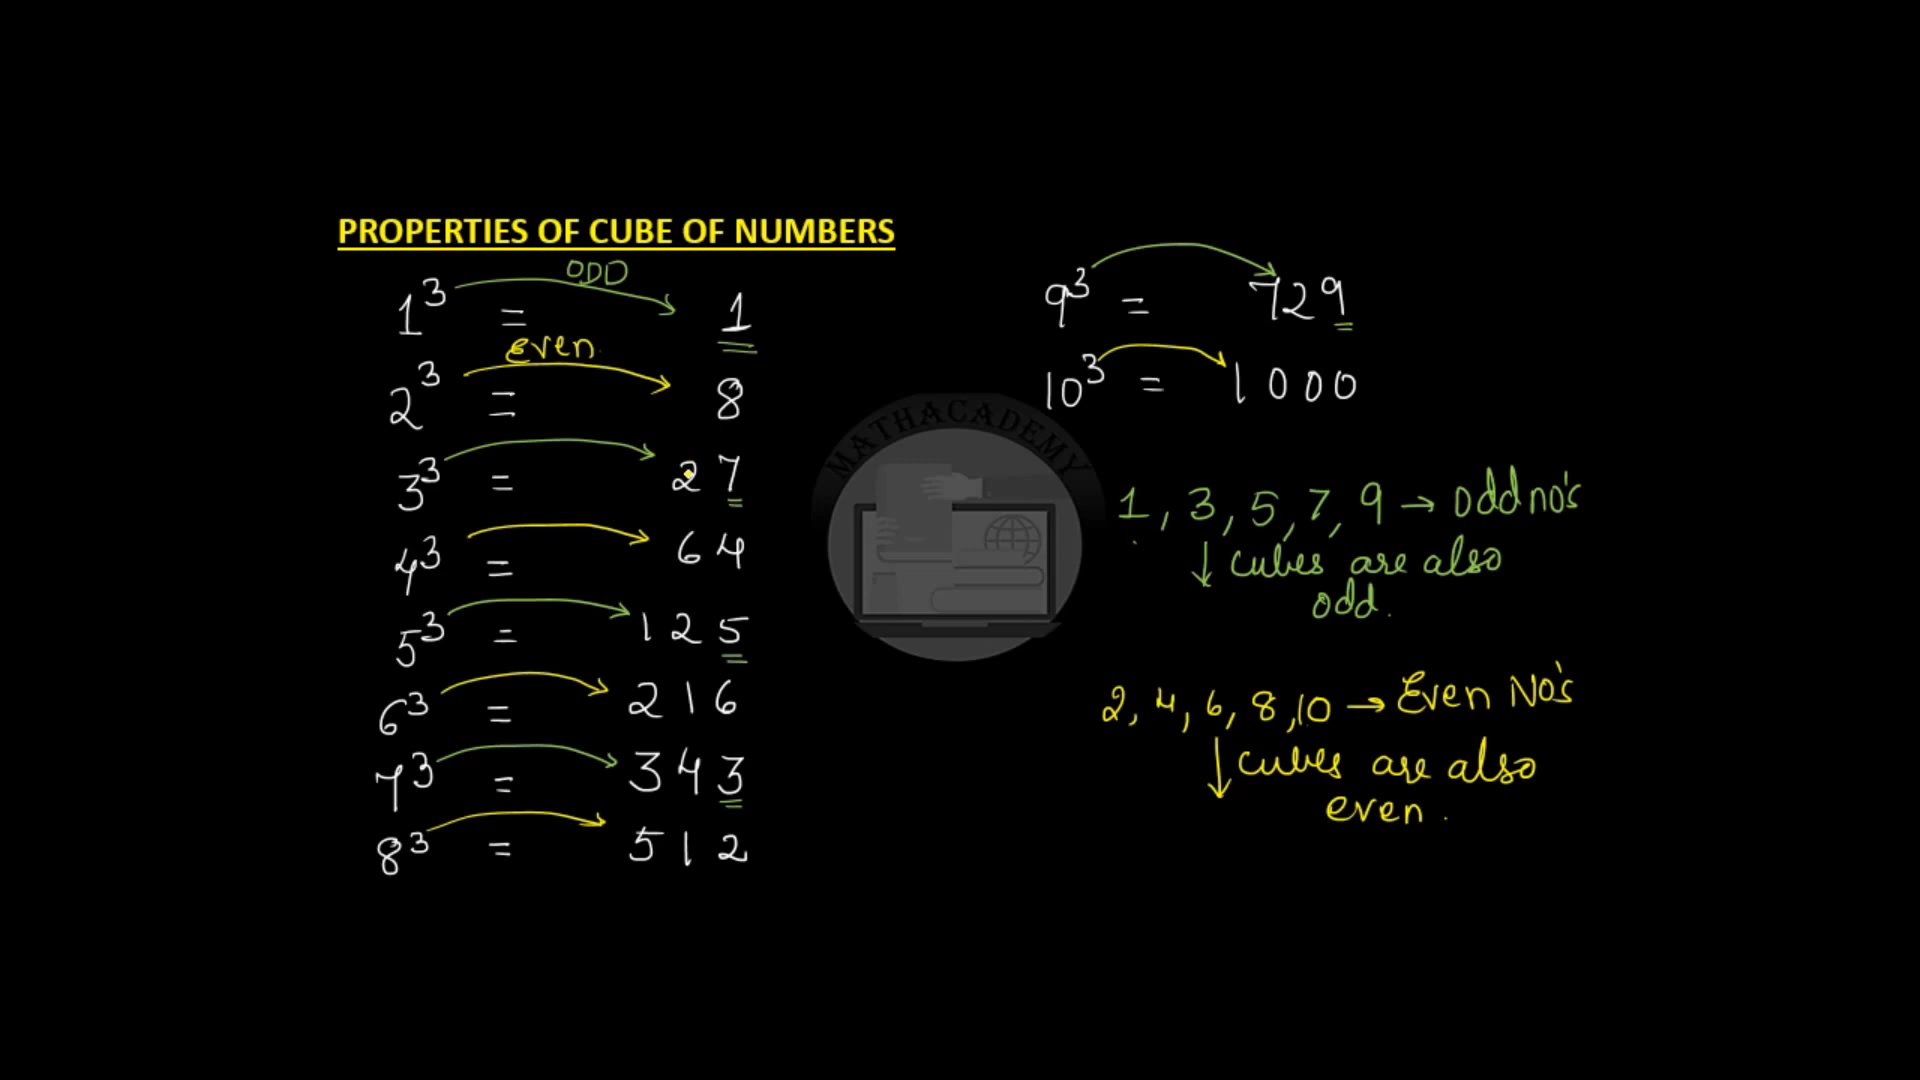 PROPERTIES OF CUBE OF NUMBERS
ODD
1³ = 1
Even
2³ = 8
3³ = 27
4³ = 64
5³ = 125
6³ = 216
7³ = 343
8³ = 512
9³ = 729
10³ = 1000
MATHACADEMY
1, 3, 5, 7, 9 → odd no's
↓ cubes are also
odd.
2, 4, 6, 8, 10 → Even No's
↓ cubes are also
even.